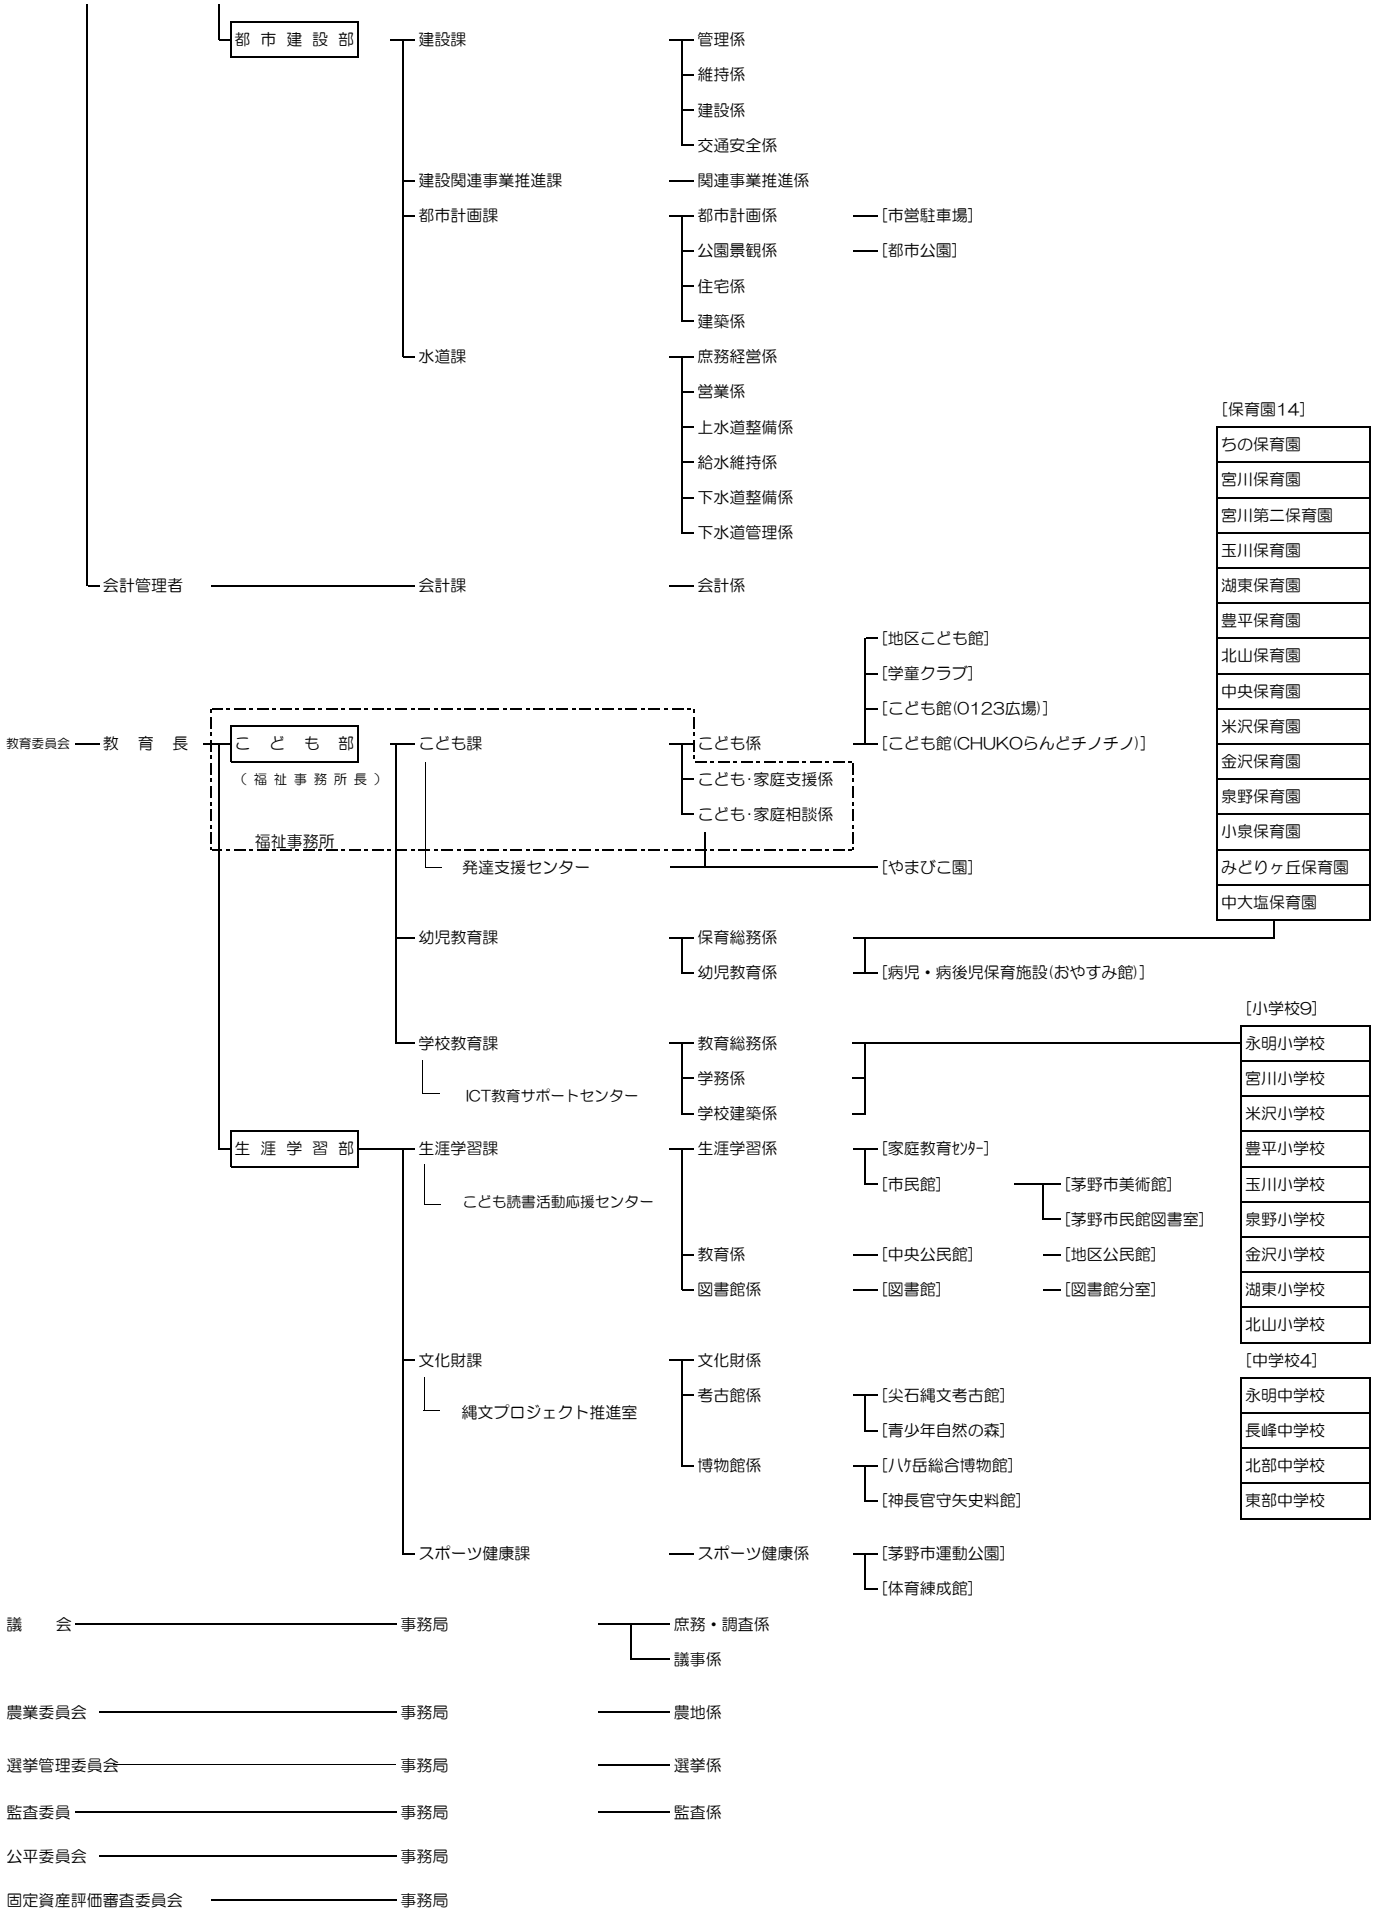 都市建設部 建設課 管理係
維持係
建設係
交通安全係
建設関連事業推進課 関連事業推進係
都市計画課 都市計画係 [市営駐車場]
公園景観係 [都市公園]
住宅係
建築係
水道課 庶務経営係
営業係
上水道整備係
給水維持係
下水道整備係
下水道管理係
会計管理者 会計課 会計係
[保育園14]
ちの保育園
宮川保育園
宮川第二保育園
玉川保育園
湖東保育園
豊平保育園
北山保育園
中央保育園
米沢保育園
金沢保育園
泉野保育園
小泉保育園
みどりヶ丘保育園
中大塩保育園
[地区こども館]
[学童クラブ]
[こども館(0123広場)]
教育委員会 教育長 こども部 こども課 こども係 [こども館(CHUKOらんどチノチノ)]
（福祉事務所長） こども・家庭支援係
こども・家庭相談係
福祉事務所
発達支援センター [やまびこ園]
幼児教育課 保育総務係
幼児教育係 [病児・病後児保育施設(おやすみ館)]
学校教育課 教育総務係
ICT教育サポートセンター 学務係
学校建築係
[小学校9]
永明小学校
宮川小学校
米沢小学校
豊平小学校
玉川小学校
泉野小学校
金沢小学校
湖東小学校
北山小学校
[中学校4]
永明中学校
長峰中学校
北部中学校
東部中学校
生涯学習部 生涯学習課 生涯学習係 [家庭教育ｾﾝﾀｰ]
[市民館] [茅野市美術館]
こども読書活動応援センター [茅野市民館図書室]
教育係 [中央公民館] [地区公民館]
図書館係 [図書館] [図書館分室]
文化財課 文化財係
縄文プロジェクト推進室 考古館係 [尖石縄文考古館]
[青少年自然の森]
博物館係 [八ｹ岳総合博物館]
[神長官守矢史料館]
スポーツ健康課 スポーツ健康係 [茅野市運動公園]
[体育練成館]
議会 事務局 庶務・調査係
議事係
農業委員会 事務局 農地係
選挙管理委員会 事務局 選挙係
監査委員 事務局 監査係
公平委員会 事務局
固定資産評価審査委員会 事務局